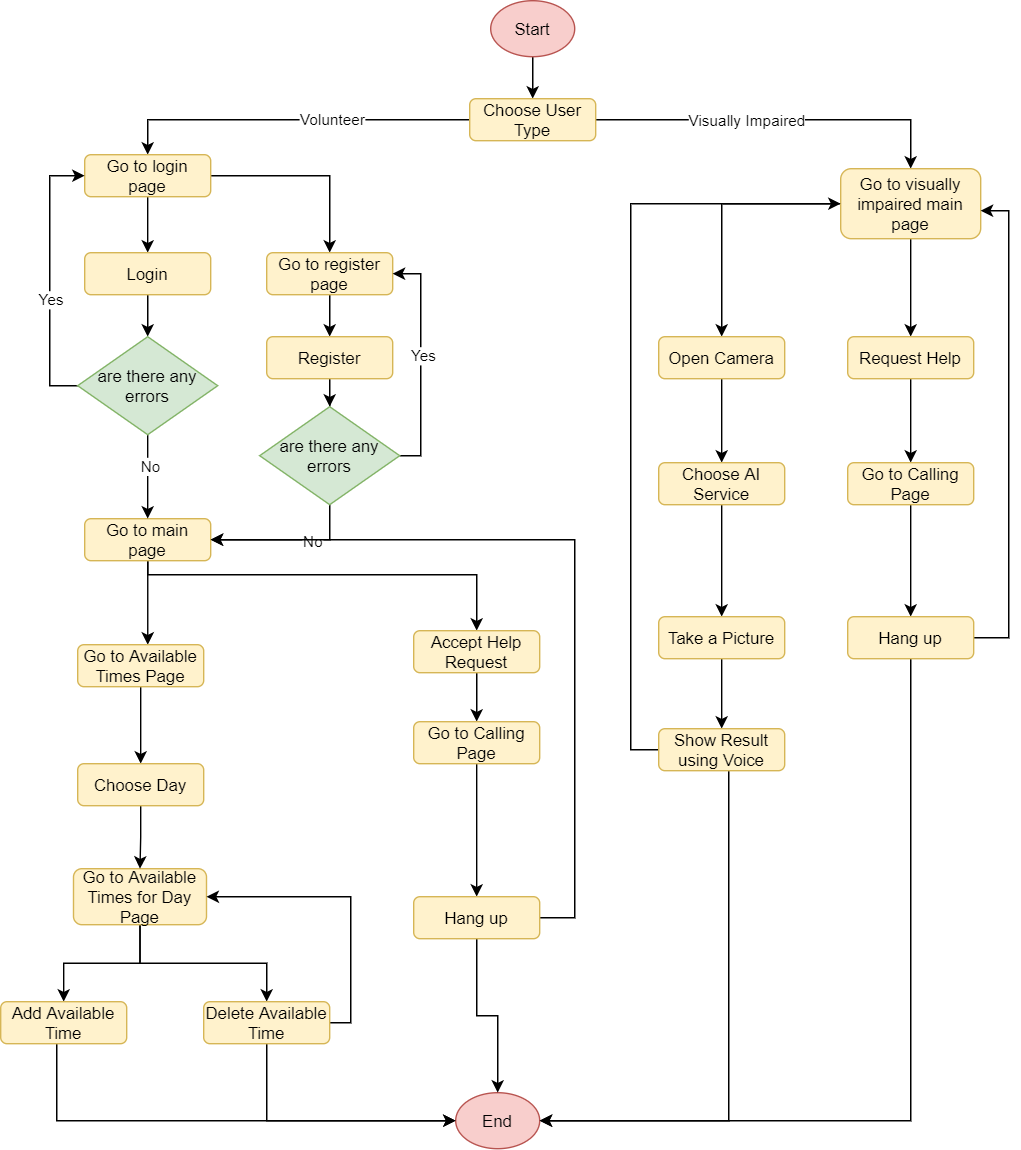 Start
Choose User
Type
Volunteer
Visually Impaired
Go to login
page
Go to visually
impaired main
page
Login
Go to register
page
Yes
Register
Yes
Open Camera
Request Help
are there any
errors
are there any
errors
No
Choose AI
Service
Go to Calling
Page
Go to main
page
No
Accept Help
Request
Take a Picture
Hang up
Go to Available
Times Page
Go to Calling
Page
Show Result
using Voice
Choose Day
Go to Available
Times for Day
Page
Hang up
Add Available
Time
Delete Available
Time
End